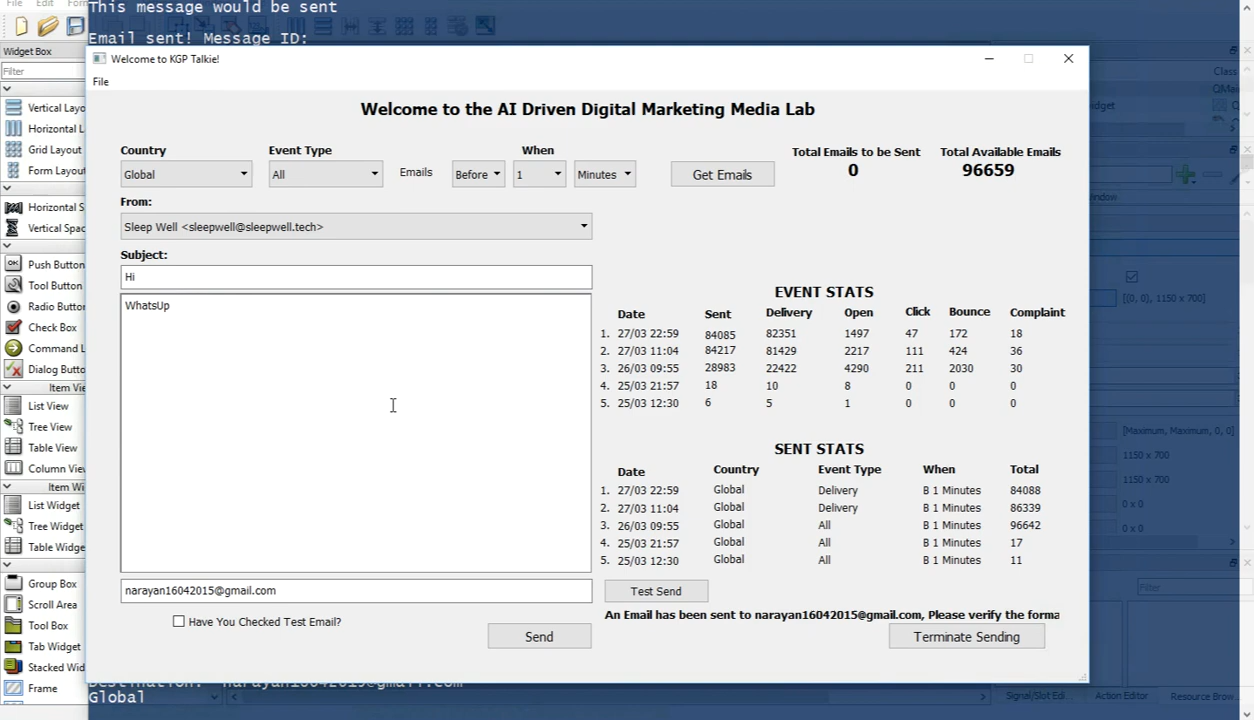 This message would be sent
Email sent! Message ID:
Widget Box
Filter
Vertical Layo
Horizontal L
Grid Layout
Form Layou
Horizontal S
Vertical Spac
Push Button
Tool Button
Radio Button
Check Box
Command L
Dialog Butto
Item Vie
List View
Tree View
Table View
Column View
Item Wi
List Widget
Tree Widget
Table Widge
Group Box
Scroll Area
Tool Box
Tab Widget
Stacked Wid
Frame
Welcome to KGP Talkie!
File
Welcome to the AI Driven Digital Marketing Media Lab
Country Event Type When
Global All Emails Before 1 Minutes Get Emails
Total Emails to be Sent Total Available Emails
0 96659
From:
Sleep Well <sleepwell@sleepwell.tech>
Subject:
Hi
WhatsUp
EVENT STATS
Date Sent Delivery Open Click Bounce Complaint
1. 27/03 22:59 84085 82351 1497 47 172 18
2. 27/03 11:04 84217 81429 2217 111 424 36
3. 26/03 09:55 28983 22422 4290 211 2030 30
4. 25/03 21:57 18 10 8 0 0 0
5. 25/03 12:30 6 5 1 0 0 0
SENT STATS
Date Country Event Type When Total
1. 27/03 22:59 Global Delivery B 1 Minutes 84088
2. 27/03 11:04 Global Delivery B 1 Minutes 86339
3. 26/03 09:55 Global All B 1 Minutes 96642
4. 25/03 21:57 Global All B 1 Minutes 17
5. 25/03 12:30 Global All B 1 Minutes 11
narayan16042015@gmail.com Test Send
An Email has been sent to narayan16042015@gmail.com, Please verify the forma
Have You Checked Test Email?
Send Terminate Sending
Global
Class
[(0, 0), 1150 x 700]
[Maximum, Maximum, 0, 0]
1150 x 700
1150 x 700
0 x 0
0 x 0
Filter
Signal/Slot Edi... Action Editor Resource Brow...